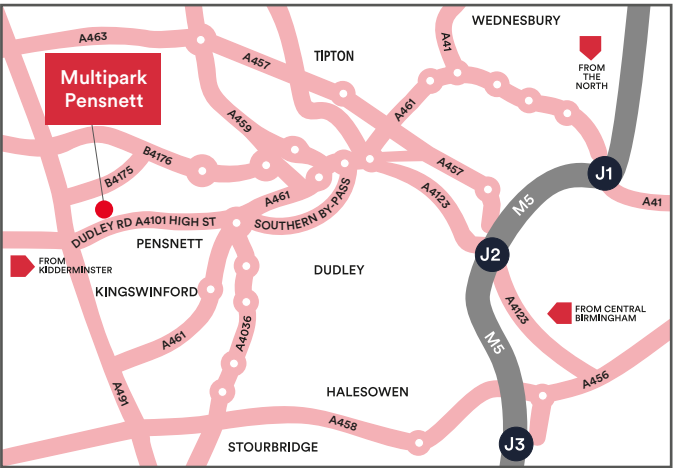 WEDNESBURY
A463
A41
TIPTON
FROM
THE
NORTH
A457
Multipark
Pensnett
A461
A459
B4176
A457
J1
B4175
A4123
A461
M5
A41
SOUTHERN BY-PASS
DUDLEY RD A4101 HIGH ST
PENSNETT
J2
FROM
KIDDERMINSTER
DUDLEY
KINGSWINFORD
A4123
FROM CENTRAL
BIRMINGHAM
A461
A4036
M5
A456
A491
HALESOWEN
A458
STOURBRIDGE
J3